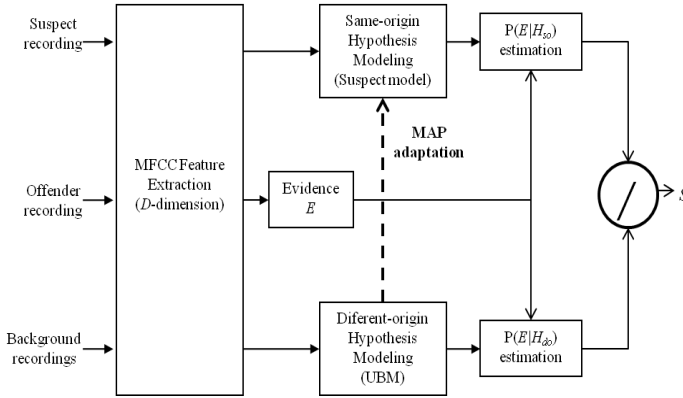 Suspect
recording
Same-origin
Hypothesis
Modeling
(Suspect model)
P(E|Hso)
estimation
MAP
adaptation
MFCC Feature
Extraction
(D-dimension)
Offender
recording
Evidence
E
S
Background
recordings
Diferent-origin
Hypothesis
Modeling
(UBM)
P(E|Hdo)
estimation